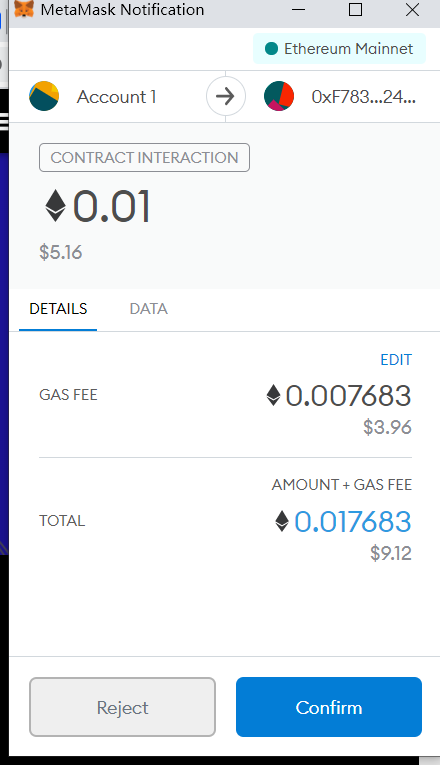 MetaMask Notification
Ethereum Mainnet
Account 1
0xF783...24...
CONTRACT INTERACTION
0.01
$5.16
DETAILS
DATA
EDIT
GAS FEE
0.007683
$3.96
AMOUNT + GAS FEE
TOTAL
0.017683
$9.12
Reject
Confirm